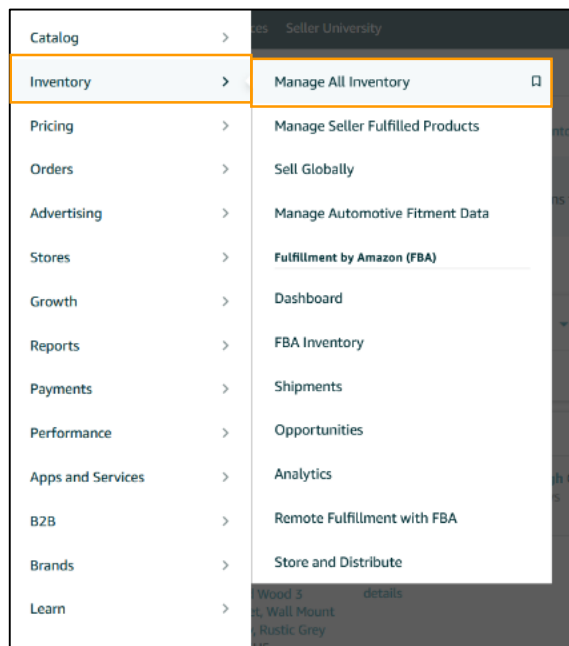 ces Seller University
Catalog
Inventory
Pricing
Orders
Advertising
Stores
Growth
Reports
Payments
Performance
Apps and Services
B2B
Brands
Learn
Manage All Inventory
Manage Seller Fulfilled Products
Sell Globally
Manage Automotive Fitment Data
Fulfillment by Amazon (FBA)
Dashboard
FBA Inventory
Shipments
Opportunities
Analytics
Remote Fulfillment with FBA
Store and Distribute
Wood 3 details
et, Wall Mount
, Rustic Grey